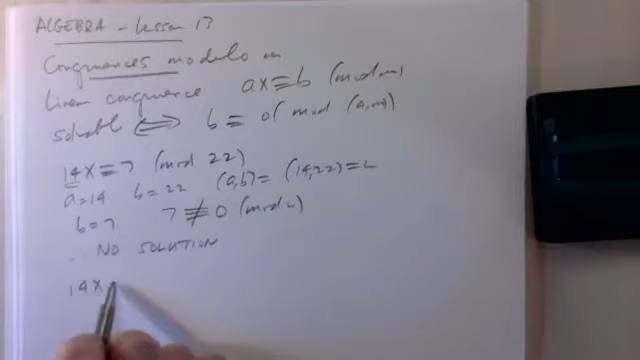 ALGEBRA - Lesson 13
Congruences modulo m
linear congruence ax ≡ b (mod m)
solvable ⟺ b ≡ 0 (mod (a,m))
14x ≡ 7 (mod 22)
a=14 b=22 (a,b)= (14,22)=2
b=7 7 ≢ 0 (mod 2)
. NO SOLUTION
14x